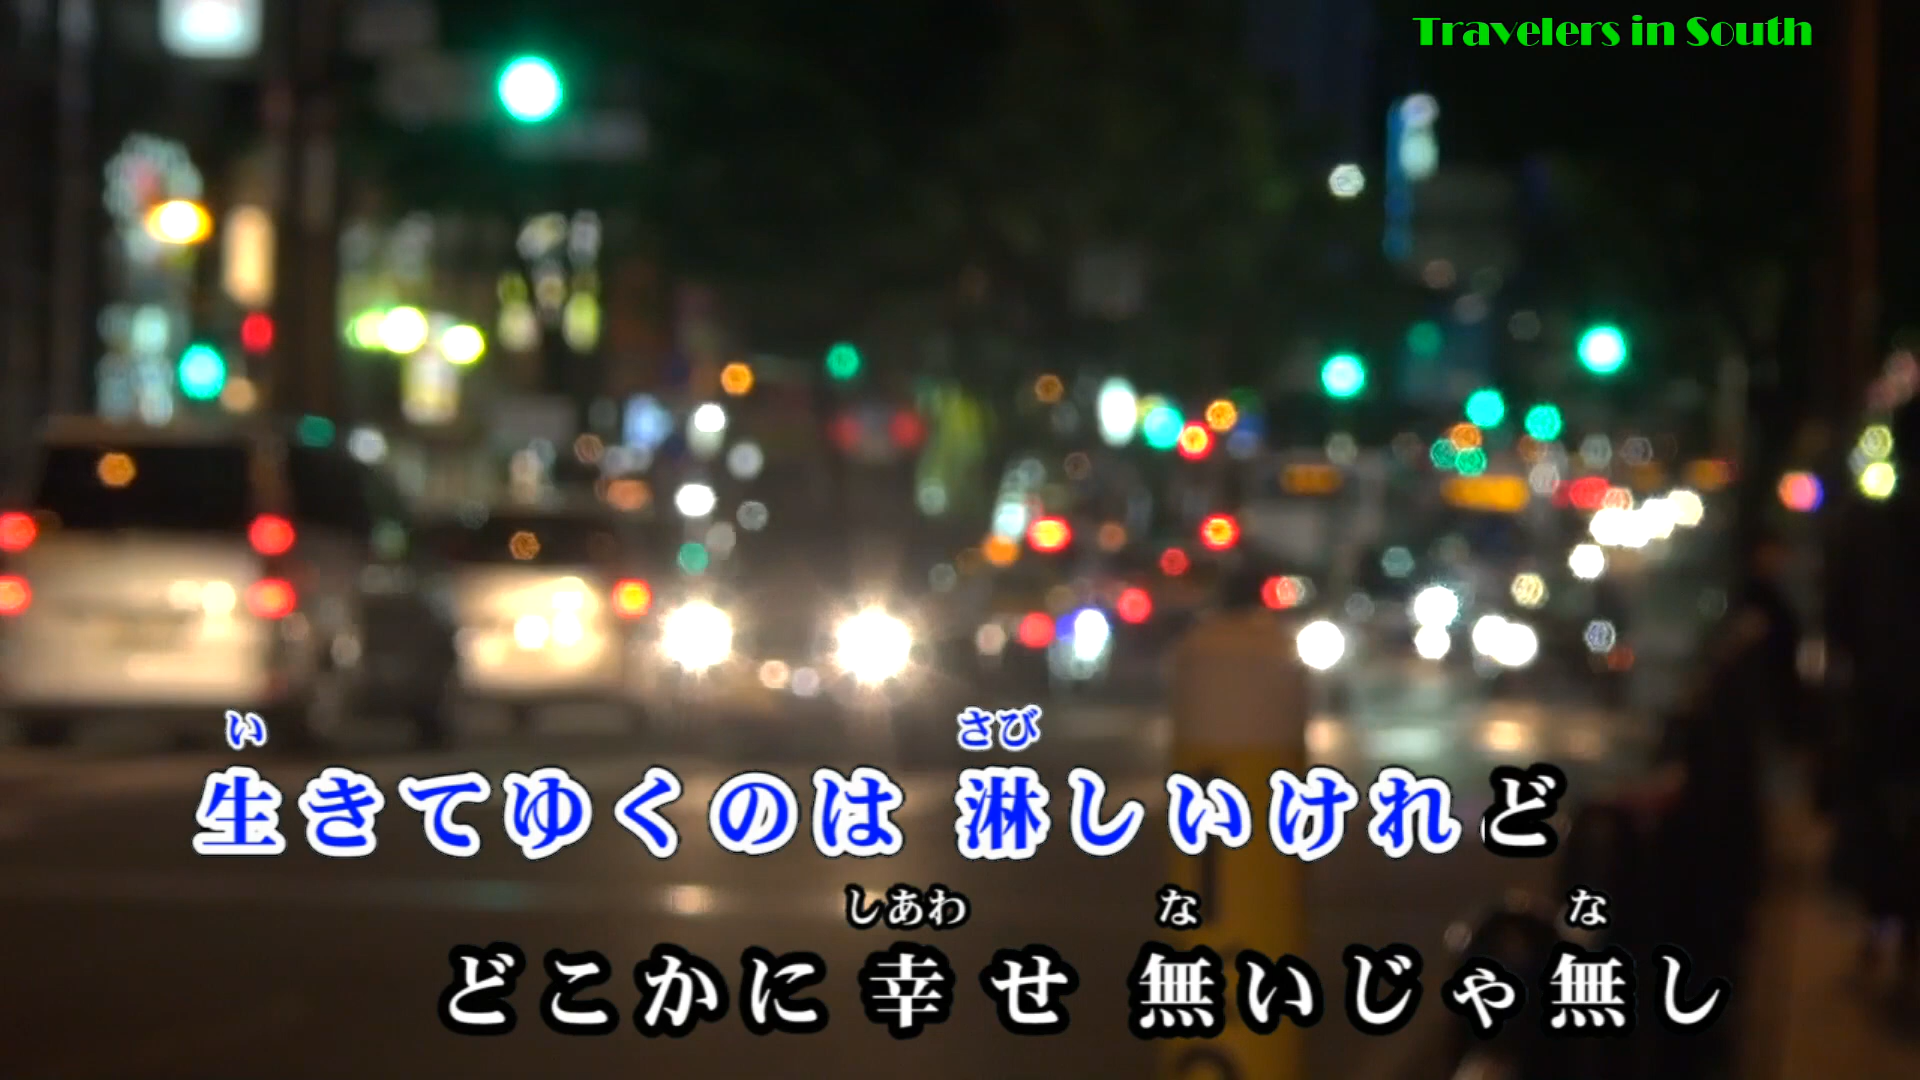 Travelers in South
い さび
生きてゆくのは 淋しいけれど
しあわ な な
どこかに 幸せ 無いじゃ無し